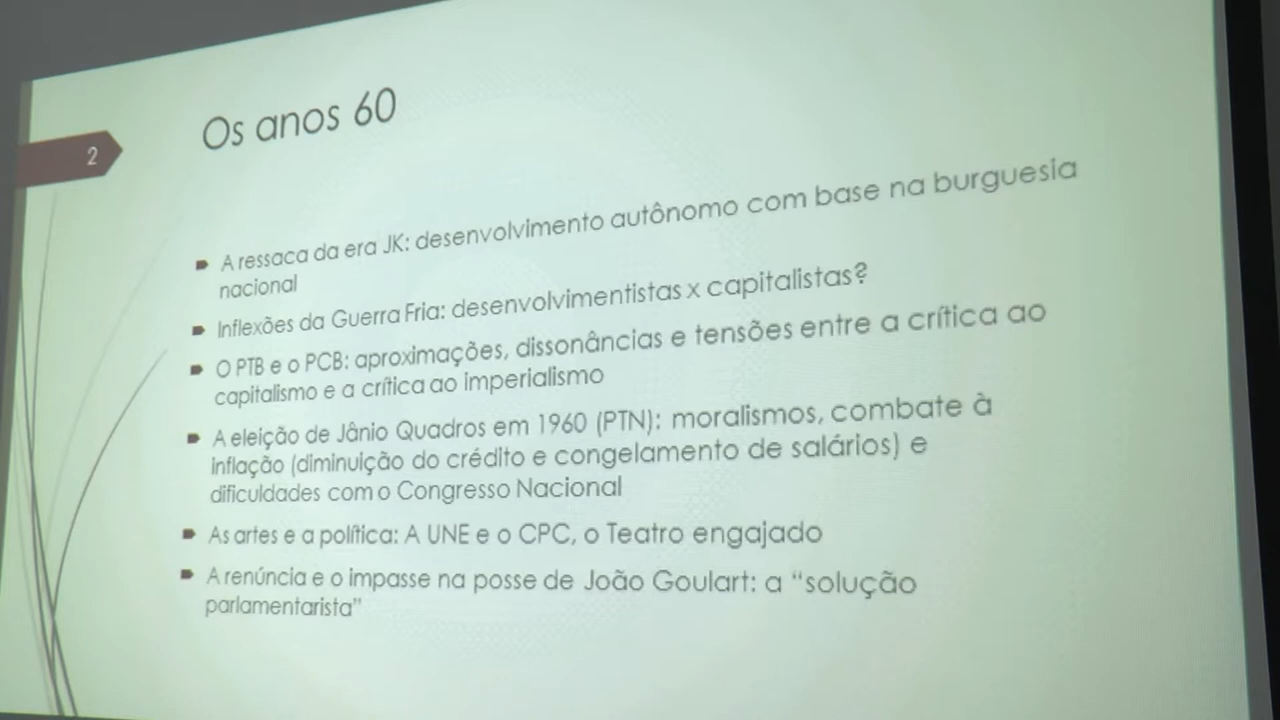 Os anos 60
2
A ressaca da era JK: desenvolvimento autônomo com base na burguesia
nacional
Inflexões da Guerra Fria: desenvolvimentistas x capitalistas?
O PTB e o PCB: aproximações, dissonâncias e tensões entre a crítica ao
capitalismo e a crítica ao imperialismo
A eleição de Jânio Quadros em 1960 (PTN): moralismos, combate à
inflação (diminuição do crédito e congelamento de salários) e
dificuldades com o Congresso Nacional
As artes e a política: A UNE e o CPC, o Teatro engajado
A renúncia e o impasse na posse de João Goulart: a “solução
parlamentarista”